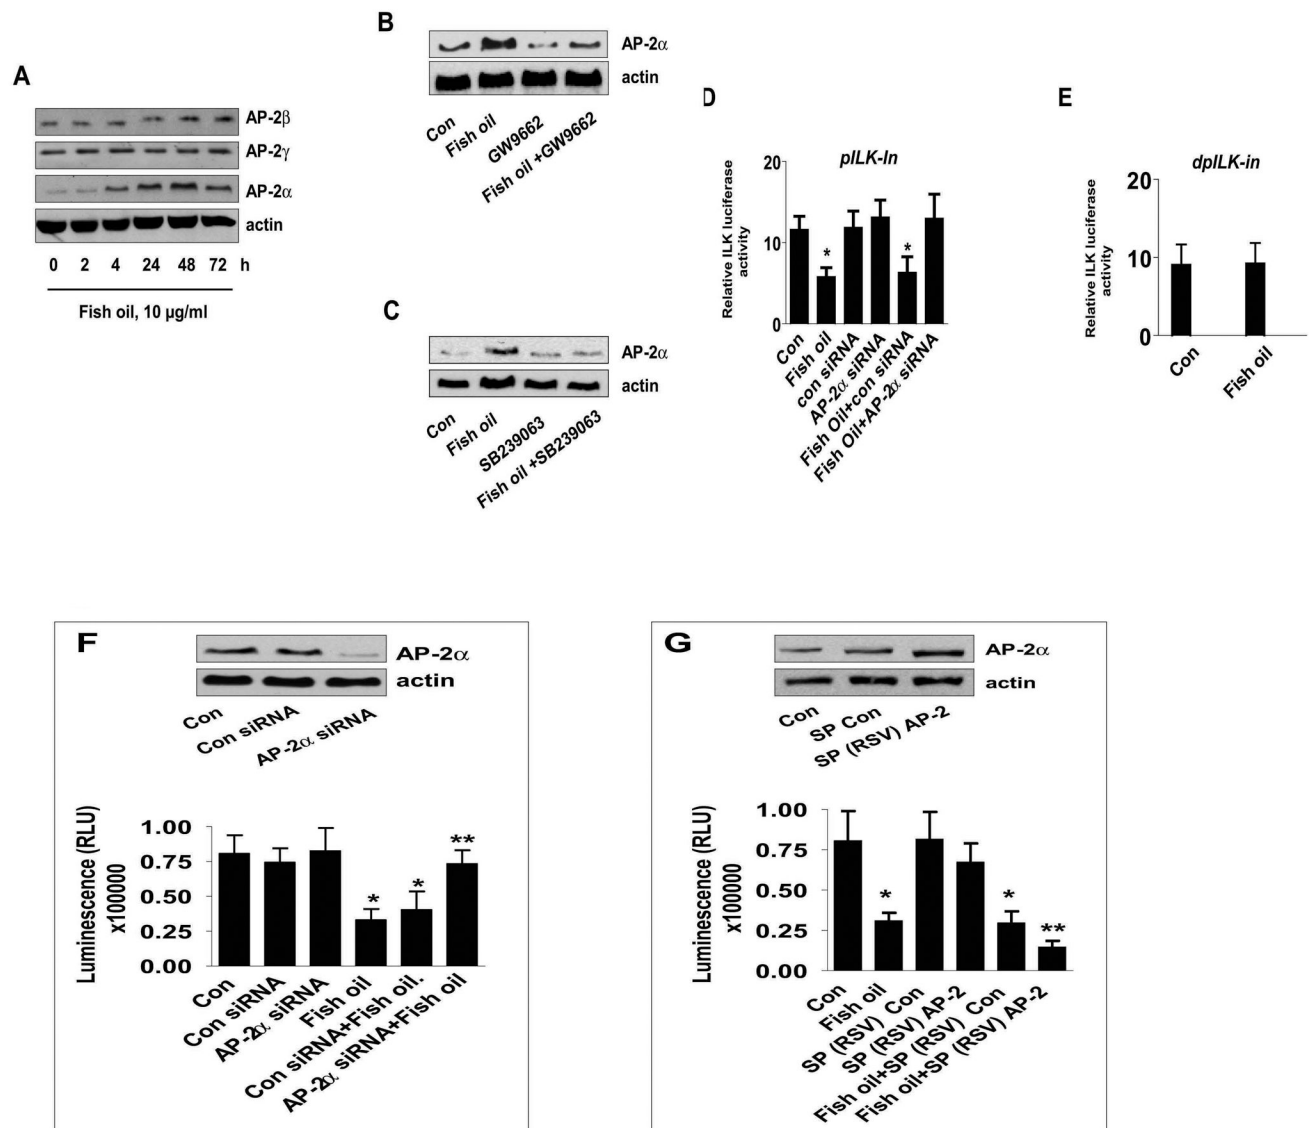 A
AP-2β
AP-2γ
AP-2α
actin
0 2 4 24 48 72 h
Fish oil, 10 µg/ml
B
AP-2α
actin
Con
Fish oil
GW9662
Fish oil +GW9662
C
AP-2α
actin
Con
Fish oil
SB239063
Fish oil +SB239063
D
pILK-In
Relative ILK luciferase
activity
20
10
0
*
*
Con
Fish oil
con siRNA
AP-2α siRNA
Fish Oil+con siRNA
Fish Oil+AP-2α siRNA
E
dpILK-in
Relative ILK luciferase
activity
20
10
0
Con
Fish oil
F
AP-2α
actin
Con
Con siRNA
AP-2α siRNA
Luminescence (RLU)
x100000
1.00
0.75
0.50
0.25
0.00
*
*
**
Con
Con siRNA
AP-2α siRNA
Fish oil
Con siRNA+Fish oil.
AP-2α siRNA+Fish oil
G
AP-2α
actin
Con
SP Con
SP (RSV) AP-2
Luminescence (RLU)
x100000
1.00
0.75
0.50
0.25
0.00
*
*
**
Con
Fish oil
SP (RSV) Con
SP (RSV) AP-2
Fish oil+SP (RSV) Con
Fish oil+SP (RSV) AP-2